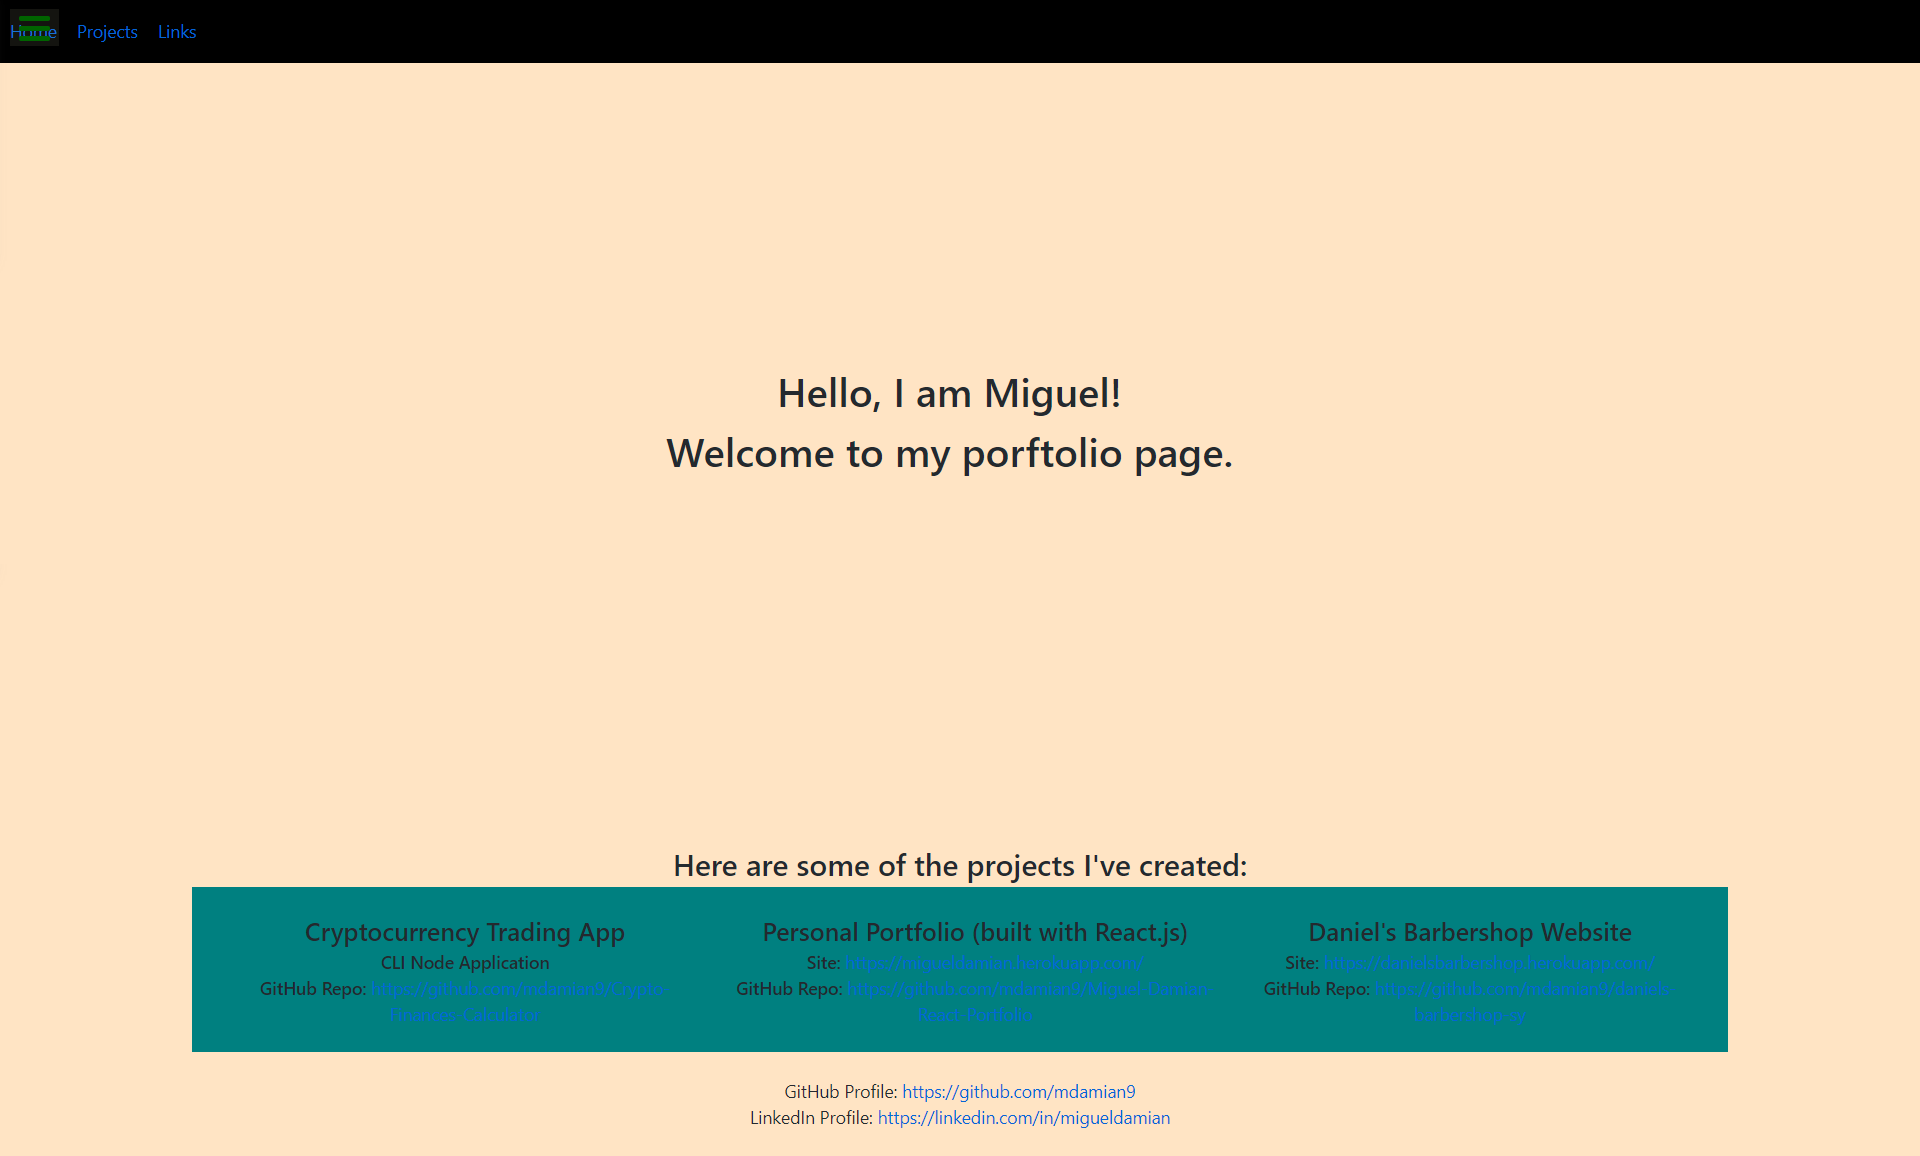 Home Projects Links
Hello, I am Miguel!
Welcome to my porftolio page.
Here are some of the projects I've created:
Cryptocurrency Trading App
CLI Node Application
GitHub Repo: https://github.com/mdamian9/Crypto-
Finances-Calculator
Personal Portfolio (built with React.js)
Site: https://migueldamian.herokuapp.com/
GitHub Repo: https://github.com/mdamian9/Miguel-Damian-
React-Portfolio
Daniel's Barbershop Website
Site: https://danielsbarbershop.herokuapp.com/
GitHub Repo: https://github.com/mdamian9/daniels-
barbershop-sy
GitHub Profile: https://github.com/mdamian9
LinkedIn Profile: https://linkedin.com/in/migueldamian